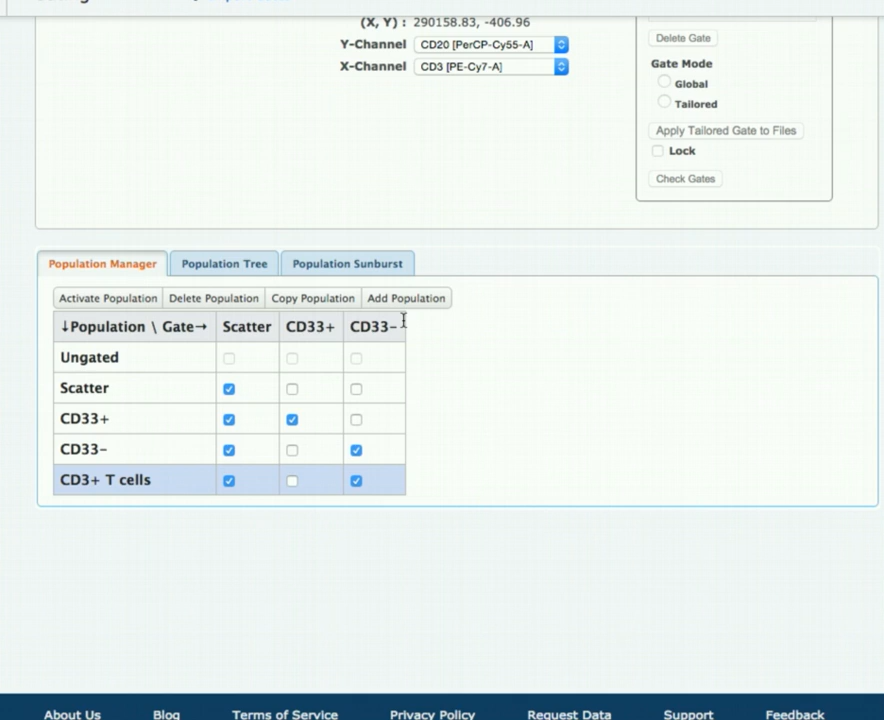 (X, Y) : 290158.83, -406.96
Y-Channel CD20 [PerCP-Cy55-A]
X-Channel CD3 [PE-Cy7-A]
Delete Gate
Gate Mode
Global
Tailored
Apply Tailored Gate to Files
Lock
Check Gates
Population Manager Population Tree Population Sunburst
Activate Population Delete Population Copy Population Add Population
↓Population \ Gate→ Scatter CD33+ CD33-
Ungated
Scatter
CD33+
CD33-
CD3+ T cells
About Us Blog Terms of Service Privacy Policy Request Data Support Feedback